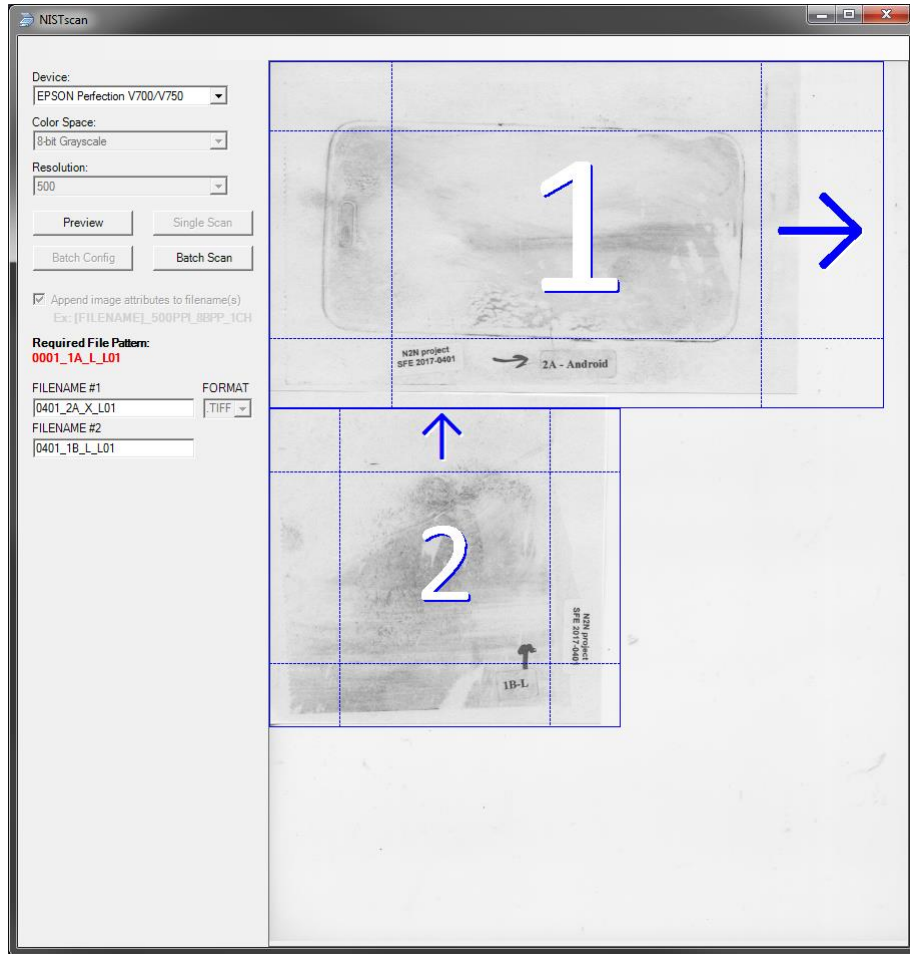 NISTscan
Device:
EPSON Perfection V700/V750
Color Space:
8-bit Grayscale
Resolution:
500
Preview
Single Scan
Batch Config
Batch Scan
Append image attributes to filename(s)
Ex: [FILENAME]_500PPI_8BPP_1CH
Required File Pattern:
0001_1A_L_L01
FILENAME #1
FORMAT
0401_2A_X_L01
.TIFF
FILENAME #2
0401_1B_L_L01
1
N2N project
SFE 2017-0401
2A - Android
2
N2N project
SFE 2017-0401
1B-L